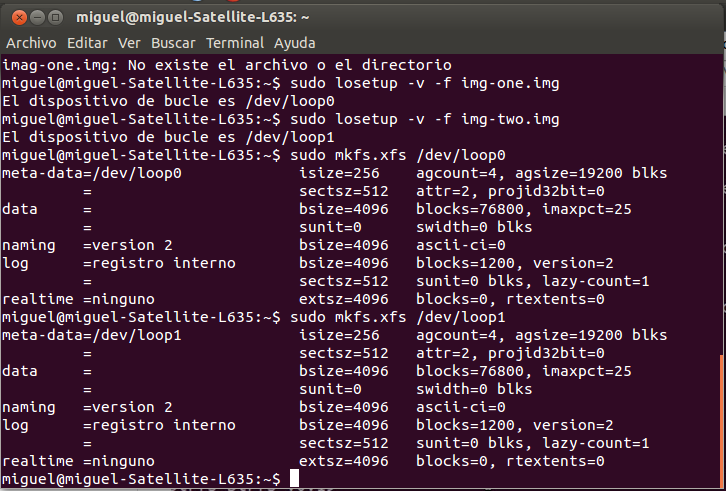 miguel@miguel-Satellite-L635: ~
Archivo Editar Ver Buscar Terminal Ayuda
imag-one.img: No existe el archivo o el directorio
miguel@miguel-Satellite-L635:~$ sudo losetup -v -f img-one.img
El dispositivo de bucle es /dev/loop0
miguel@miguel-Satellite-L635:~$ sudo losetup -v -f img-two.img
El dispositivo de bucle es /dev/loop1
miguel@miguel-Satellite-L635:~$ sudo mkfs.xfs /dev/loop0
meta-data=/dev/loop0             isize=256    agcount=4, agsize=19200 blks
         =                       sectsz=512   attr=2, projid32bit=0
data     =                       bsize=4096   blocks=76800, imaxpct=25
         =                       sunit=0      swidth=0 blks
naming   =version 2              bsize=4096   ascii-ci=0
log      =registro interno       bsize=4096   blocks=1200, version=2
         =                       sectsz=512   sunit=0 blks, lazy-count=1
realtime =ninguno                extsz=4096   blocks=0, rtextents=0
miguel@miguel-Satellite-L635:~$ sudo mkfs.xfs /dev/loop1
meta-data=/dev/loop1             isize=256    agcount=4, agsize=19200 blks
         =                       sectsz=512   attr=2, projid32bit=0
data     =                       bsize=4096   blocks=76800, imaxpct=25
         =                       sunit=0      swidth=0 blks
naming   =version 2              bsize=4096   ascii-ci=0
log      =registro interno       bsize=4096   blocks=1200, version=2
         =                       sectsz=512   sunit=0 blks, lazy-count=1
realtime =ninguno                extsz=4096   blocks=0, rtextents=0
miguel@miguel-Satellite-L635:~$